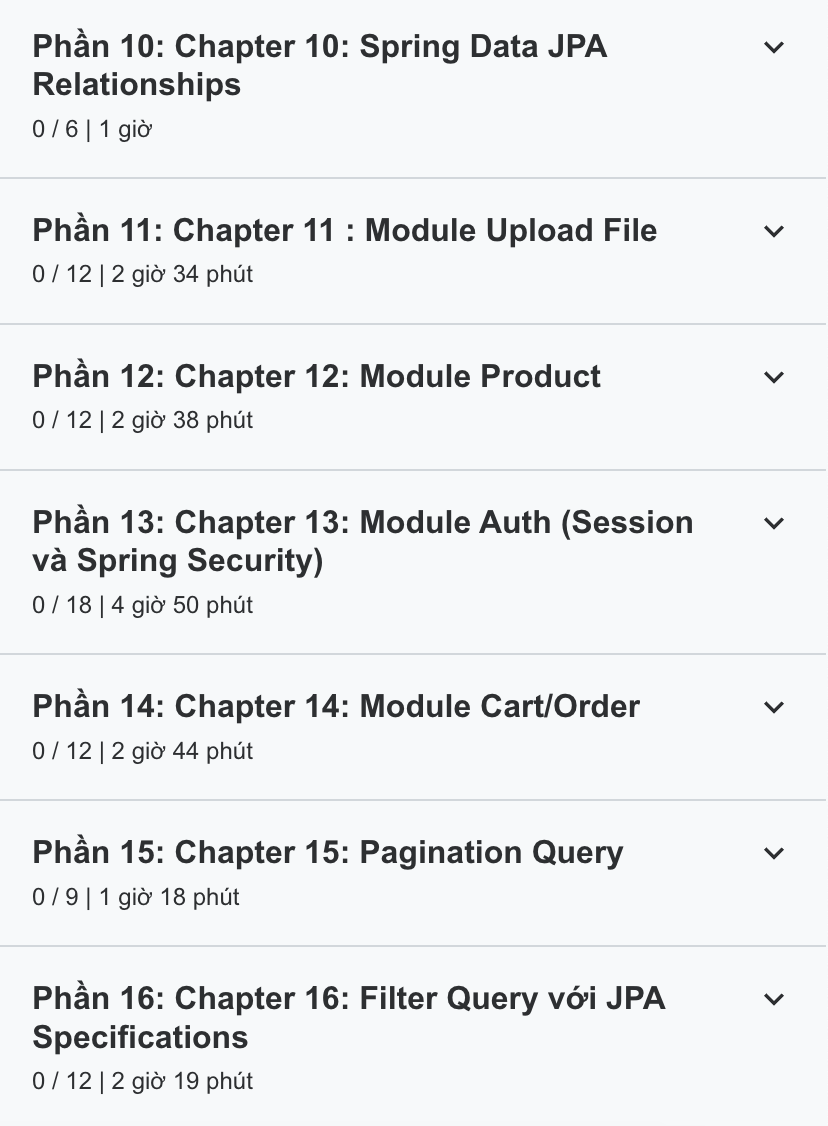 Phần 10: Chapter 10: Spring Data JPA
Relationships
0 / 6 | 1 giờ
Phần 11: Chapter 11 : Module Upload File
0 / 12 | 2 giờ 34 phút
Phần 12: Chapter 12: Module Product
0 / 12 | 2 giờ 38 phút
Phần 13: Chapter 13: Module Auth (Session
và Spring Security)
0 / 18 | 4 giờ 50 phút
Phần 14: Chapter 14: Module Cart/Order
0 / 12 | 2 giờ 44 phút
Phần 15: Chapter 15: Pagination Query
0 / 9 | 1 giờ 18 phút
Phần 16: Chapter 16: Filter Query với JPA
Specifications
0 / 12 | 2 giờ 19 phút